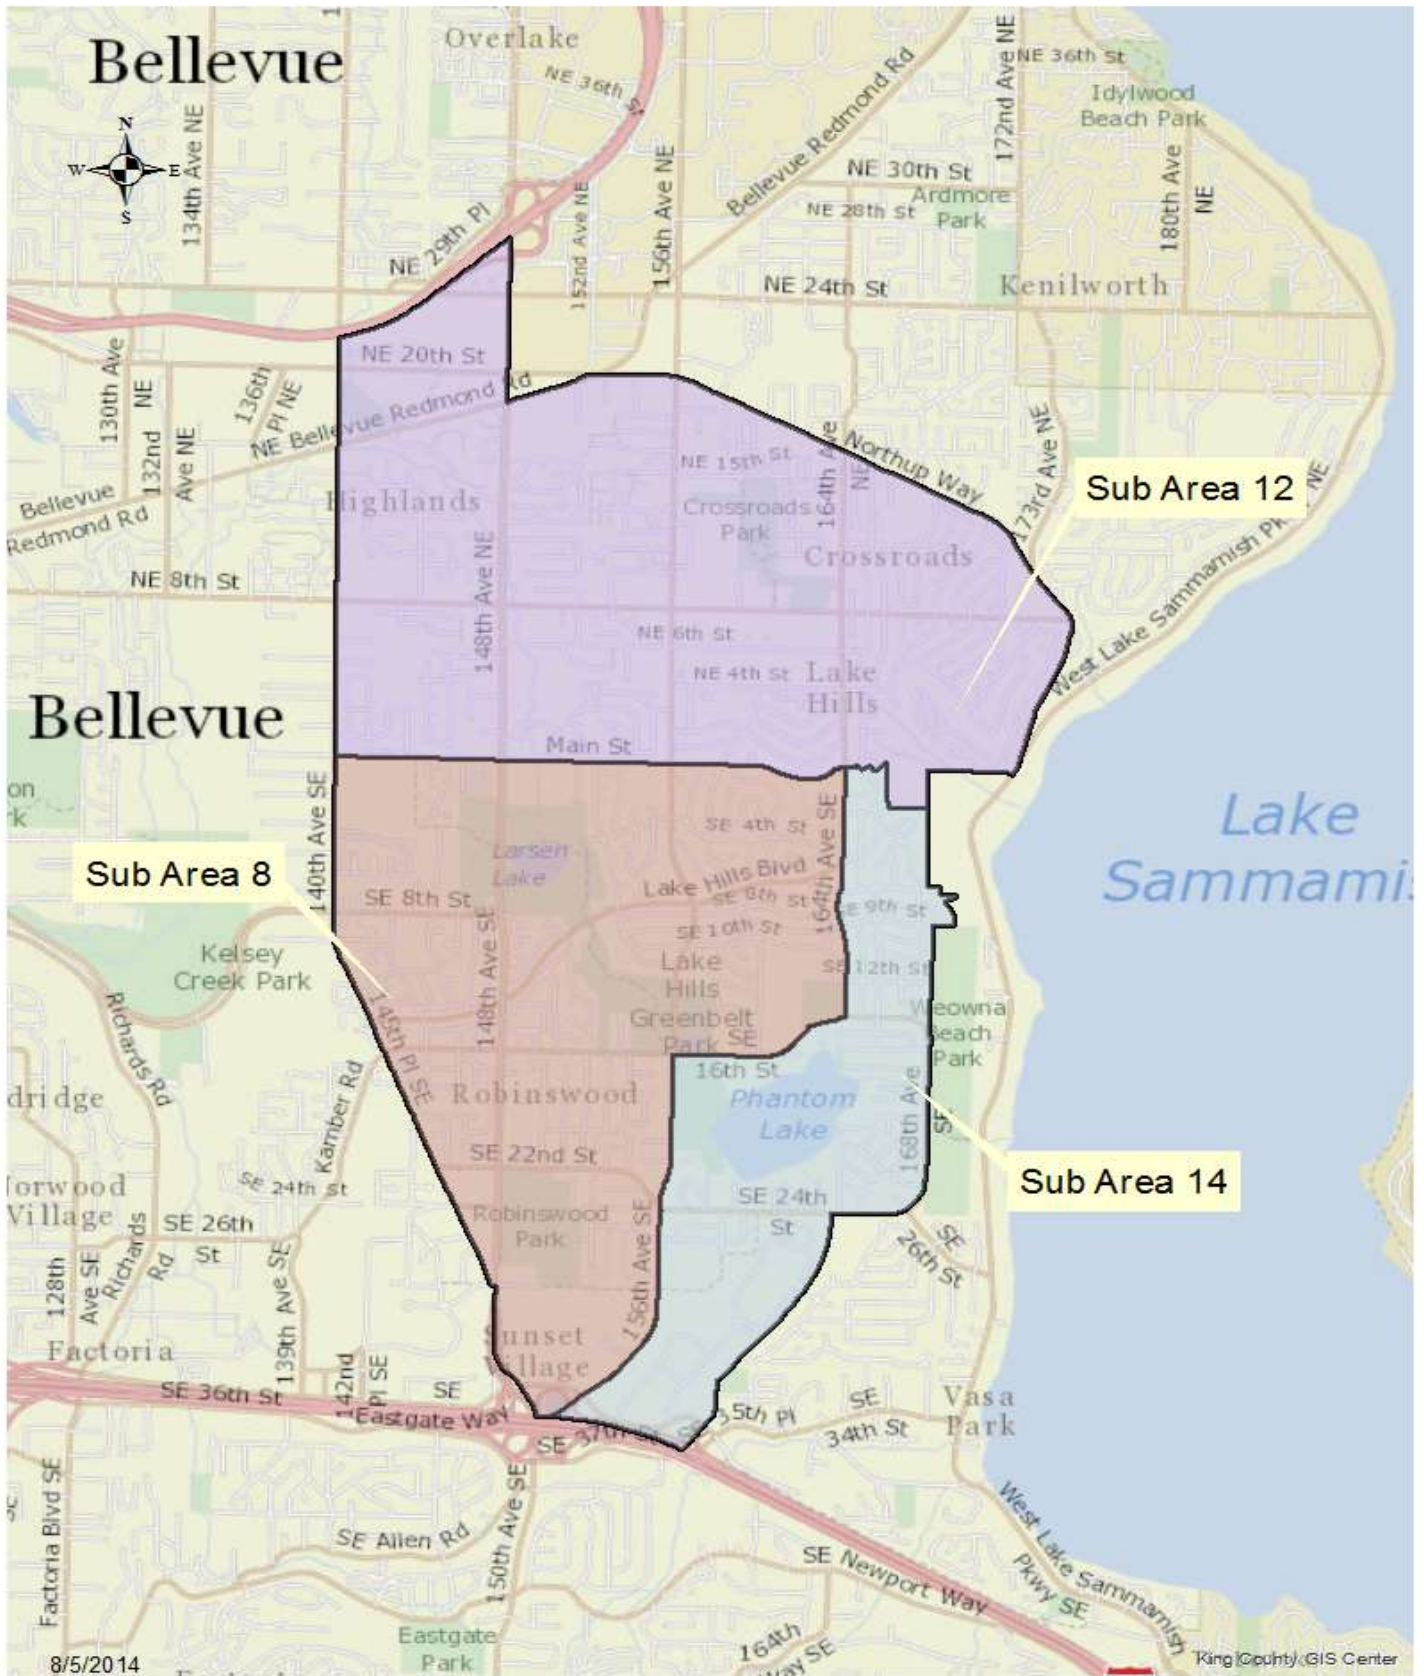 Bellevue
Overlake
NE 36th St
134th Ave NE
N
W
E
S
NE 29th Pl
152nd Ave NE
156th Ave NE
Bellevue Redmond Rd
172nd Ave NE
NE 36th St
Idylwood
Beach Park
NE 30th St
NE 28th St
Ardmore
Park
180th Ave
NE
NE 24th St
Kenilworth
NE 20th St
130th Ave
NE
132nd
Ave NE
136th
Pl NE
NE Bellevue Redmond Rd
Bellevue
Redmond Rd
Highlands
NE 15th St
Crossroads
Park
164th Ave
NE
Northup Way
173rd Ave NE
Sub Area 12
NE 8th St
148th Ave NE
Crossroads
NE 6th St
NE 4th St
Lake
Hills
West Lake Sammamish Pk
NE
Bellevue
Main St
on
rk
140th Ave SE
SE 4th St
164th Ave SE
Lake
Sammamis
Sub Area 8
Larsen
Lake
Lake Hills Blvd
SE 8th St
SE 8th St
SE 9th St
SE 10th St
Kelsey
Creek Park
148th Ave SE
Lake
Hills
Greenbelt
Park
SE
SE 12th St
Weowna
Beach
Park
Richards Rd
145th Pl SE
16th St
Kamber Rd
Robinswood
Phantom
Lake
168th Ave
SE
dridge
SE 22nd St
Sub Area 14
SE 24th St
Norwood
Village
SE 24th
St
Robinswood
Park
156th Ave SE
SE 26th
St
SE
26th St
128th
Ave SE
Richards
Rd
139th Ave SE
Factoria
Sunset
Village
142nd
Pl SE
SE 36th St
SE
Eastgate Way
SE 37th St
SE 35th Pl
SE
34th St
Vasa
Park
Factoria Blvd SE
150th Ave SE
SE Allen Rd
SE Newport Way
West Lake Sammamish
Pkwy SE
Eastgate
Park
164th
Way SE
8/5/2014
King County GIS Center